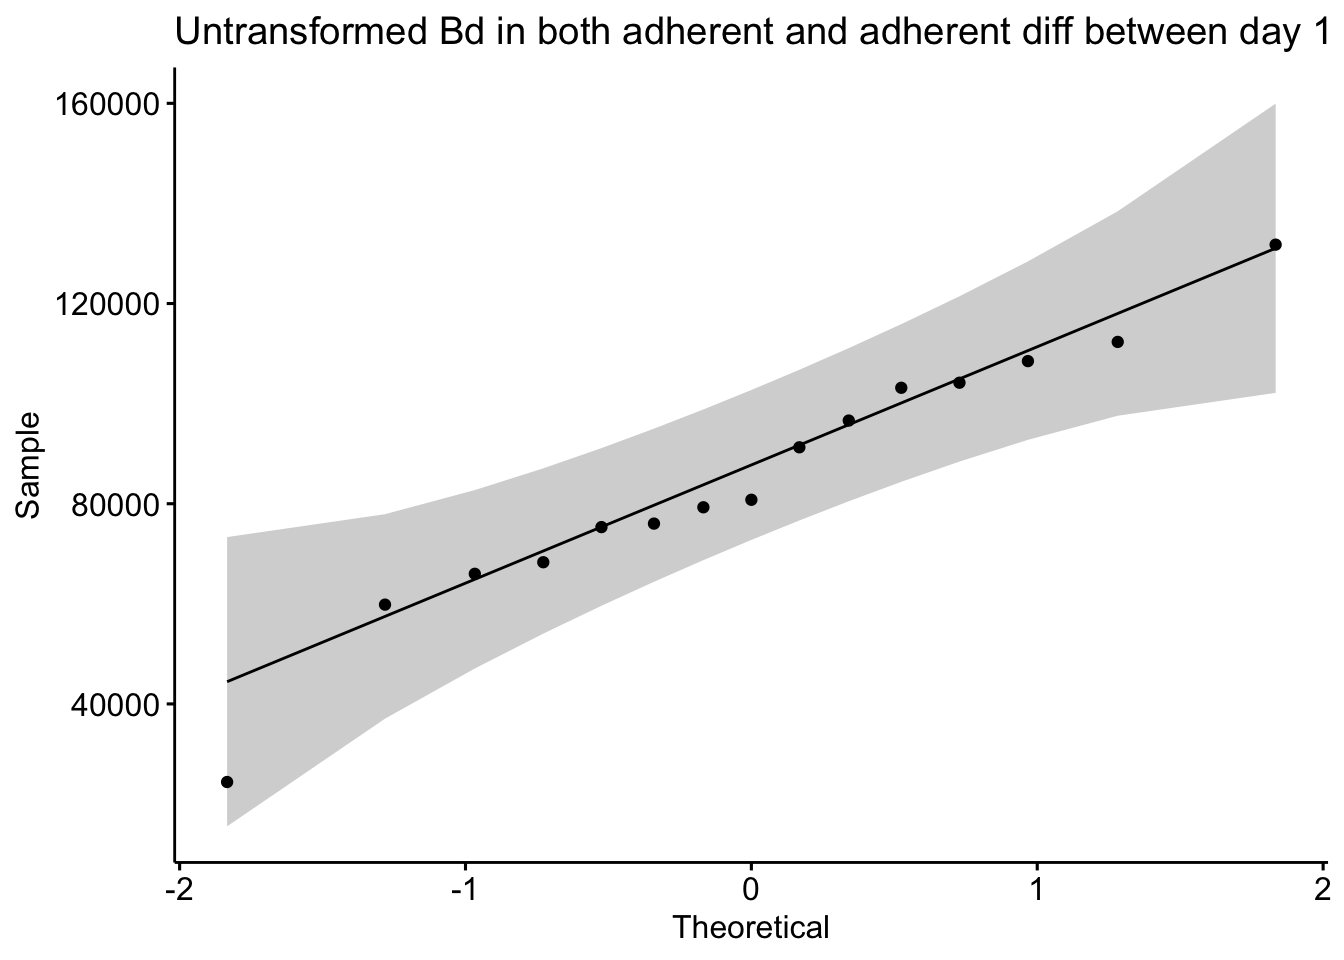 Untransformed Bd in both adherent and adherent diff between day 1
160000
120000
80000
40000
Sample
-2 -1 0 1 2
Theoretical